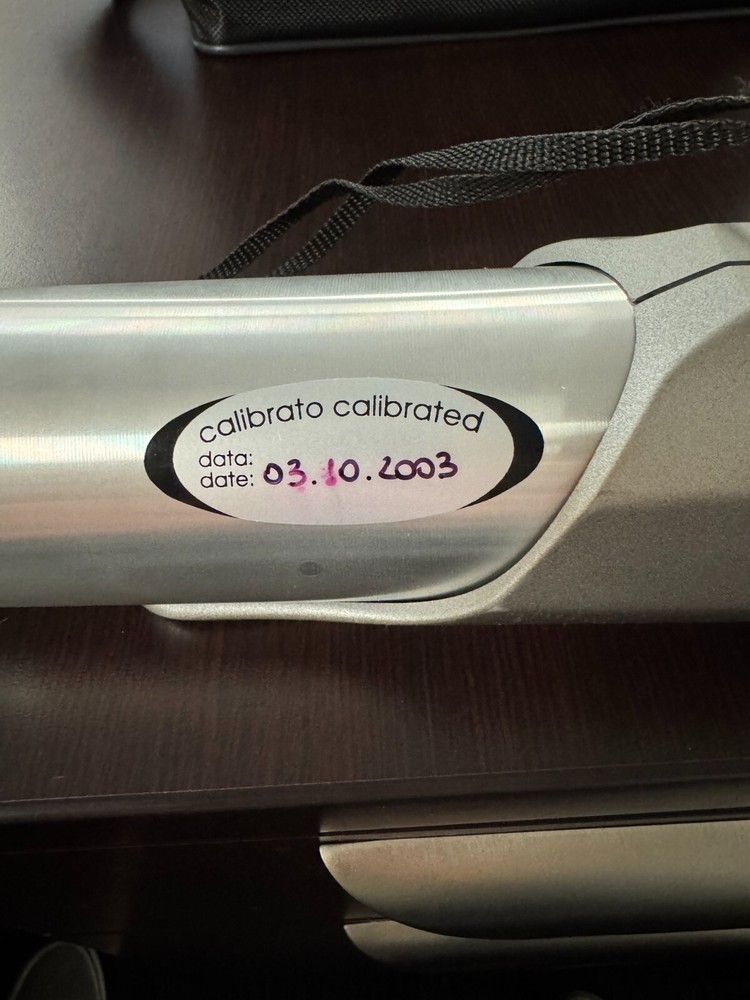 calibrato calibrated
data:
date: 03.10.2003